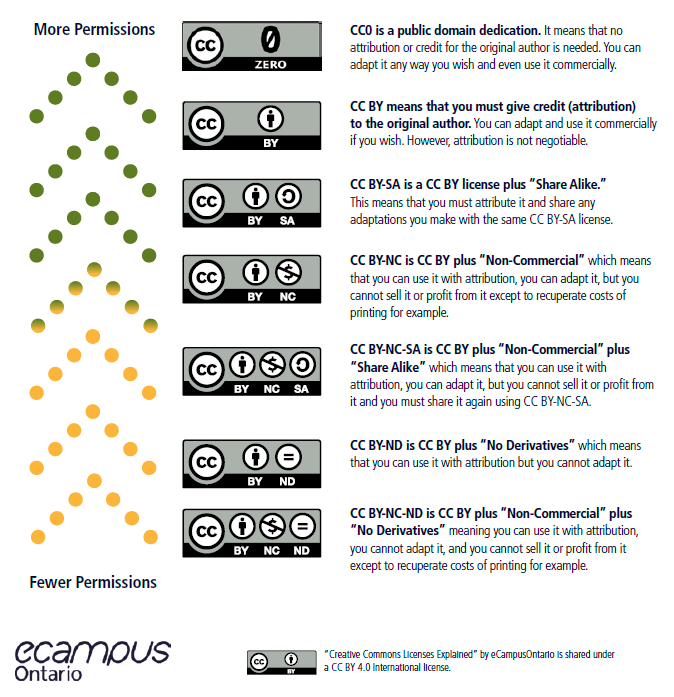 More Permissions
CC ZERO
CC0 is a public domain dedication. It means that no
attribution or credit for the original author is needed. You can
adapt it any way you wish and even use it commercially.
CC BY
CC BY means that you must give credit (attribution)
to the original author. You can adapt and use it commercially
if you wish. However, attribution is not negotiable.
CC BY SA
CC BY-SA is a CC BY license plus “Share Alike.”
This means that you must attribute it and share any
adaptations you make with the same CC BY-SA license.
CC BY NC
CC BY-NC is CC BY plus “Non-Commercial” which means
that you can use it with attribution, you can adapt it, but you
cannot sell it or profit from it except to recuperate costs of
printing for example.
CC BY NC SA
CC BY-NC-SA is CC BY plus “Non-Commercial” plus
“Share Alike” which means that you can use it with
attribution, you can adapt it, but you cannot sell it or profit from
it and you must share it again using CC BY-NC-SA.
CC BY ND
CC BY-ND is CC BY plus “No Derivatives” which means
that you can use it with attribution but you cannot adapt it.
CC BY NC ND
CC BY-NC-ND is CC BY plus “Non-Commercial” plus
“No Derivatives” meaning you can use it with attribution,
you cannot adapt it, and you cannot sell it or profit from it
except to recuperate costs of printing for example.
Fewer Permissions
ecampus
Ontario
CC BY
“Creative Commons Licenses Explained” by eCampusOntario is shared under
a CC BY 4.0 International license.